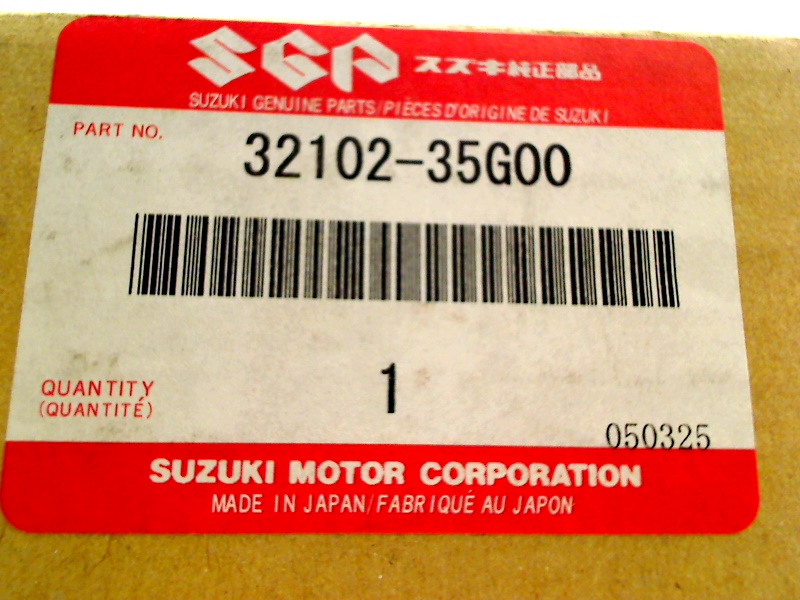 SGP スズキ純正部品
SUZUKI GENUINE PARTS/PIÈCES D'ORIGINE DE SUZUKI
PART NO.
32102-35G00
QUANTITY
(QUANTITÉ)
1
050325
SUZUKI MOTOR CORPORATION
MADE IN JAPAN/FABRIQUÉ AU JAPON